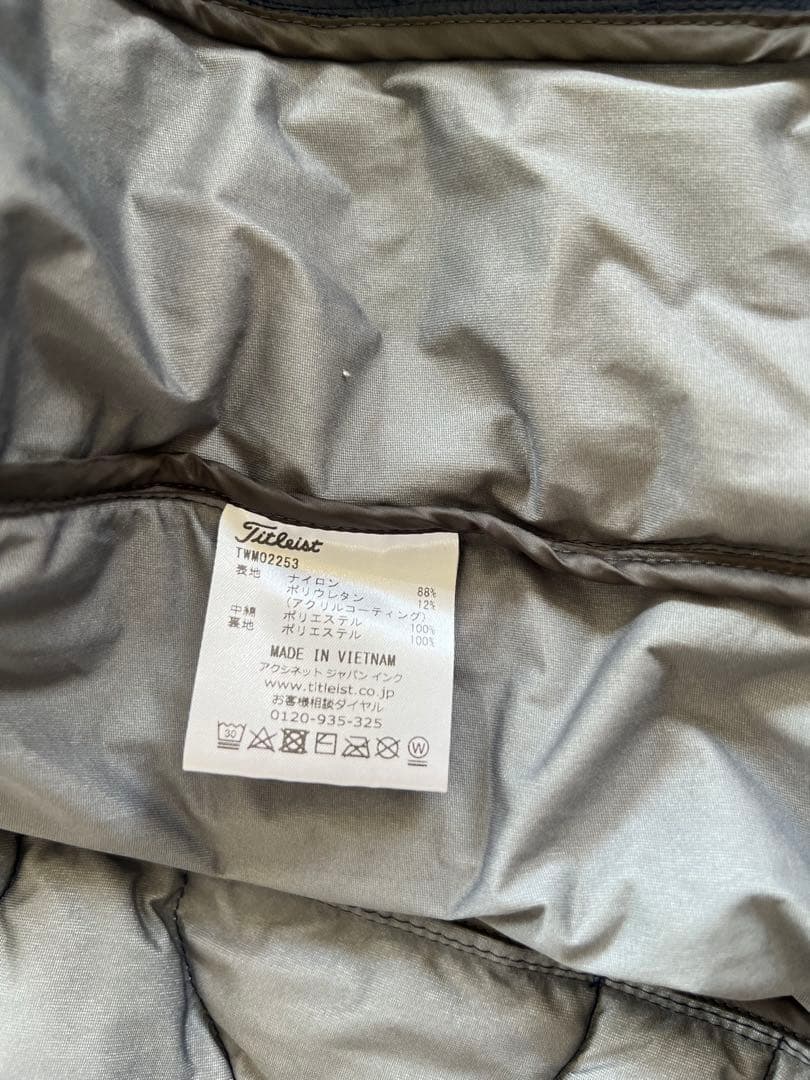 Titleist
TWM02253
表地 ナイロン 88%
ポリウレタン 12%
(アクリルコーティング)
中綿 ポリエステル 100%
裏地 ポリエステル 100%
MADE IN VIETNAM
アクシネット ジャパン インク
www.titleist.co.jp
お客様相談ダイヤル
0120-935-325
30 W